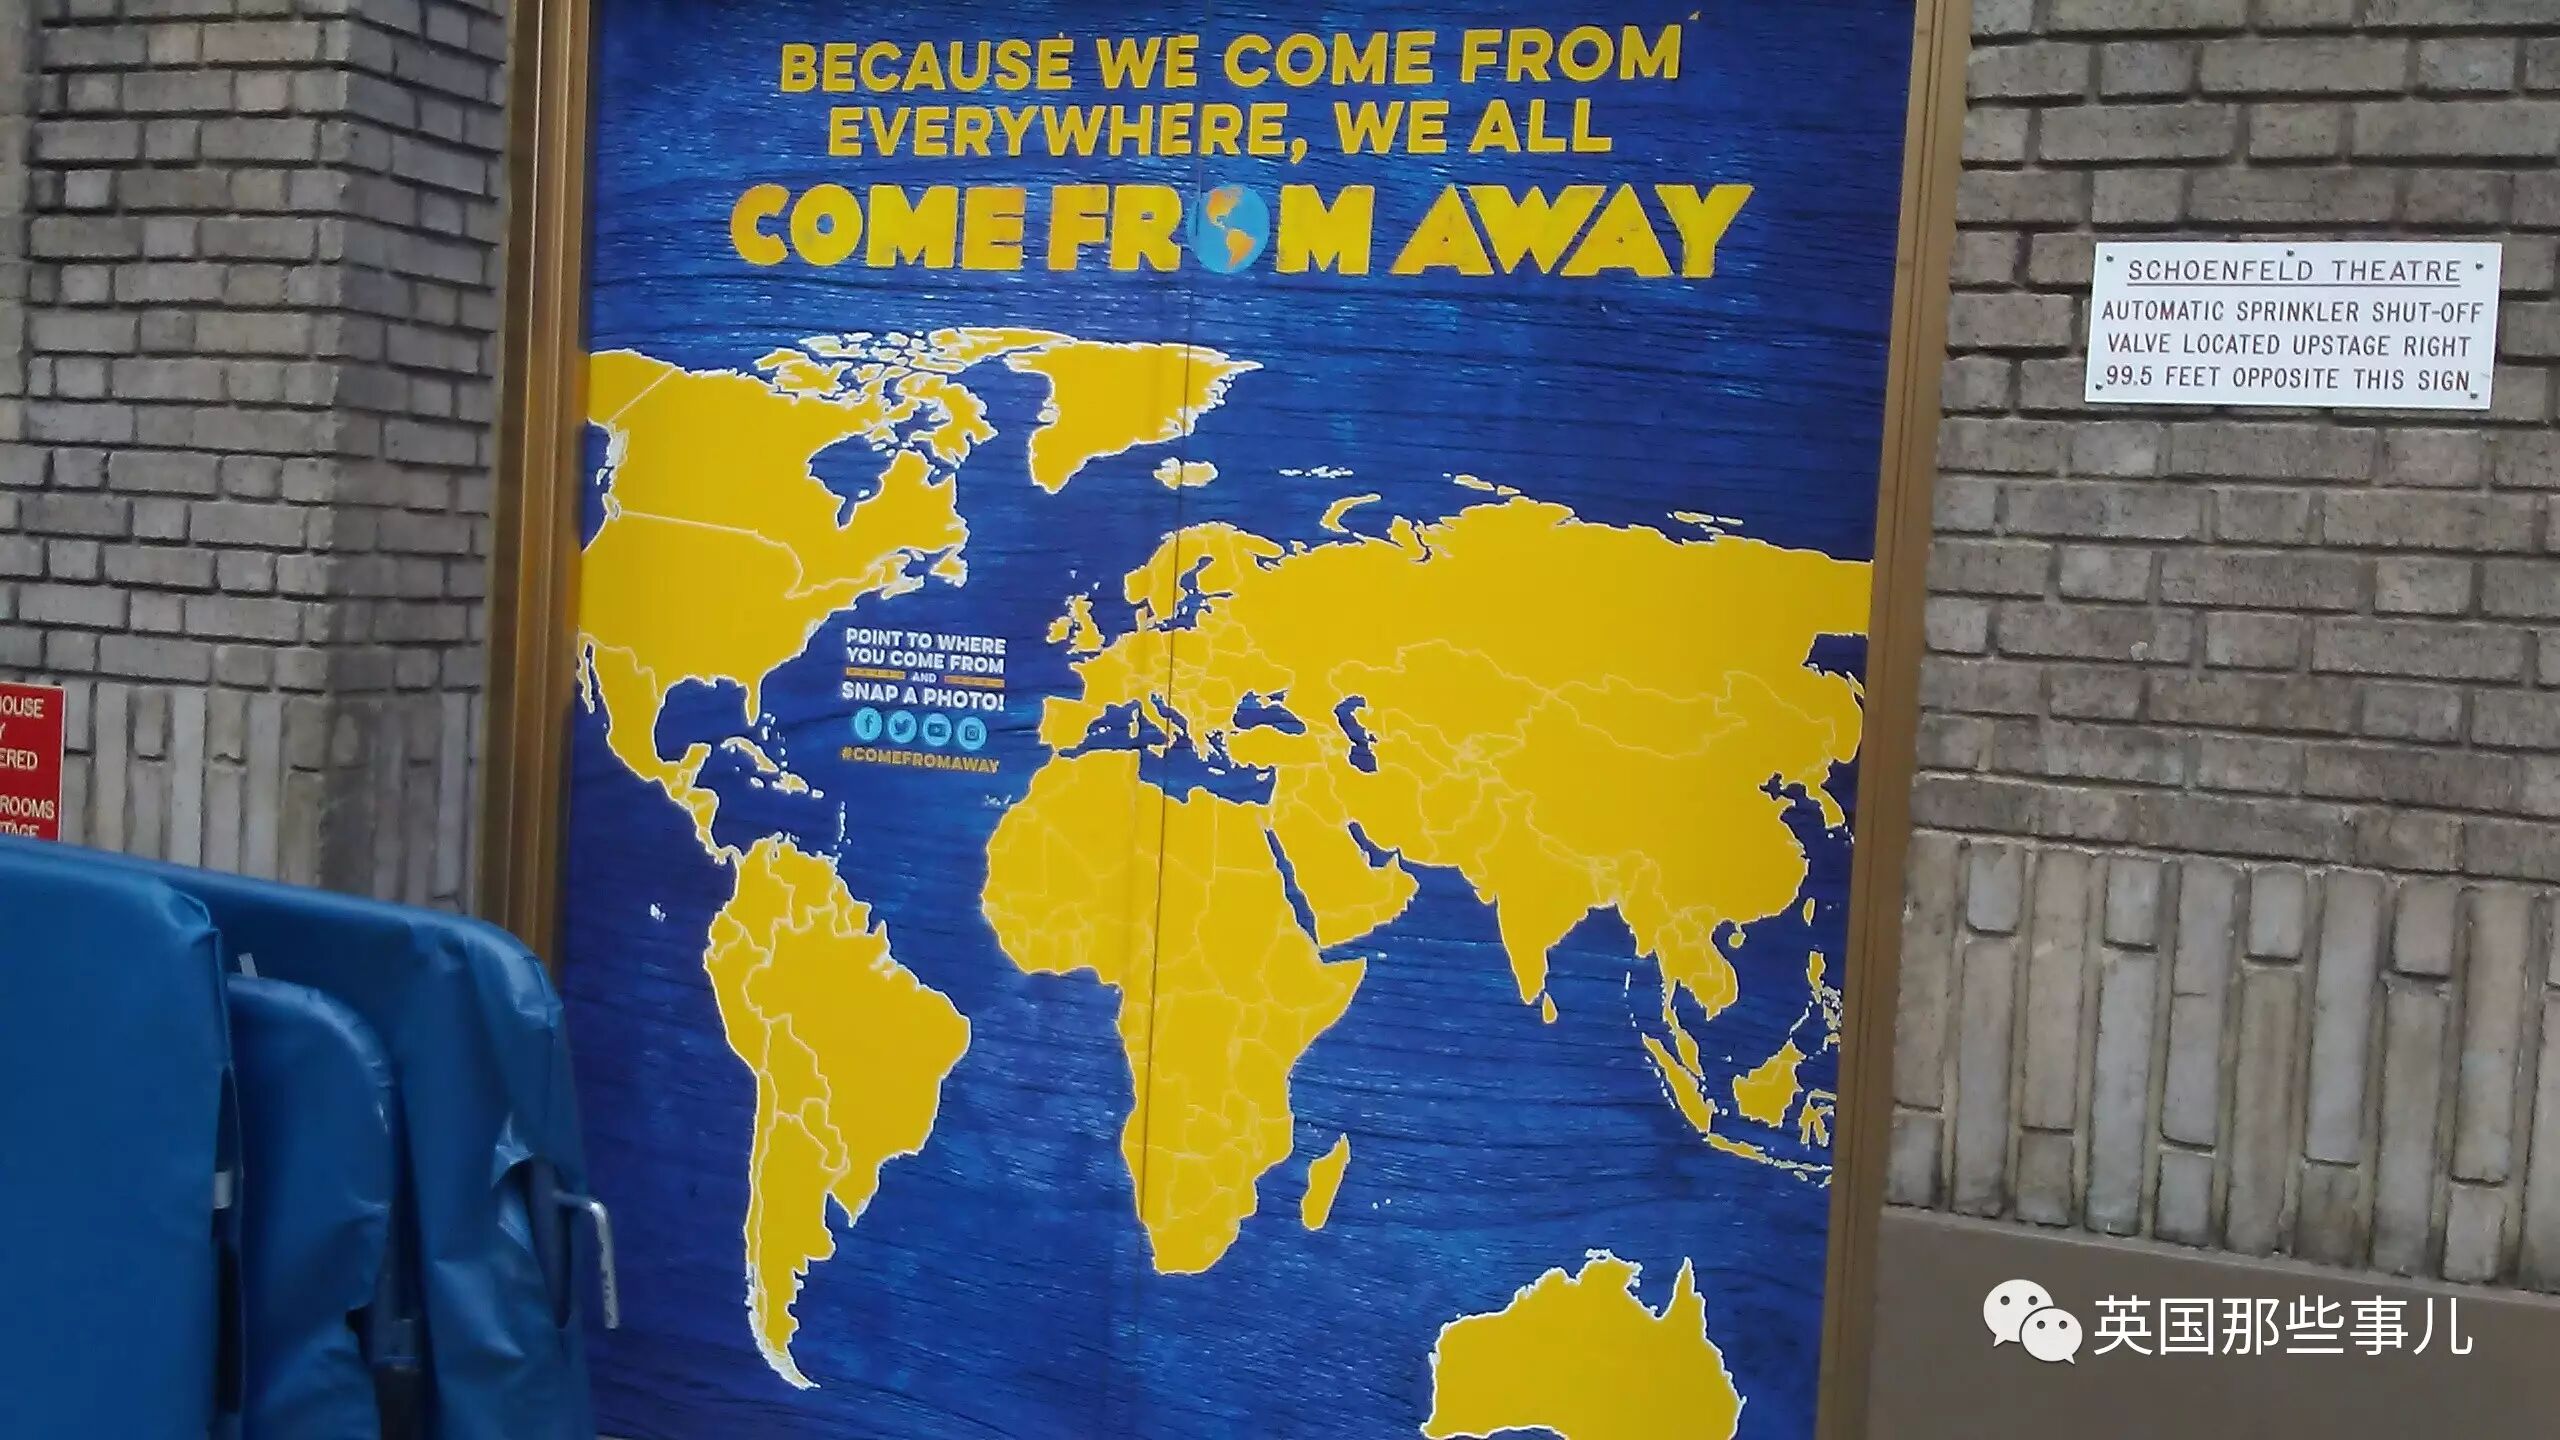 BECAUSE WE COME FROM
EVERYWHERE, WE ALL
COME FROM AWAY
POINT TO WHERE
YOU COME FROM
AND
SNAP A PHOTO!
#COMEFROMAWAY
SCHOENFELD THEATRE
AUTOMATIC SPRINKLER SHUT-OFF
VALVE LOCATED UPSTAGE RIGHT
99.5 FEET OPPOSITE THIS SIGN
ROOMS
英国那些事儿